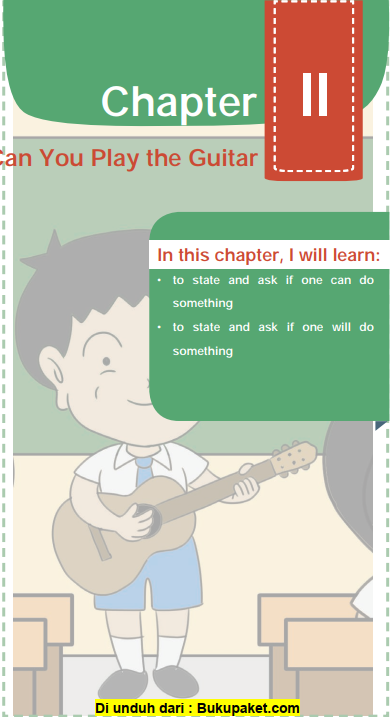 Chapter
II
an You Play the Guitar
In this chapter, I will learn:
• to state and ask if one can do
something
• to state and ask if one will do
something
Di unduh dari : Bukupaket.com